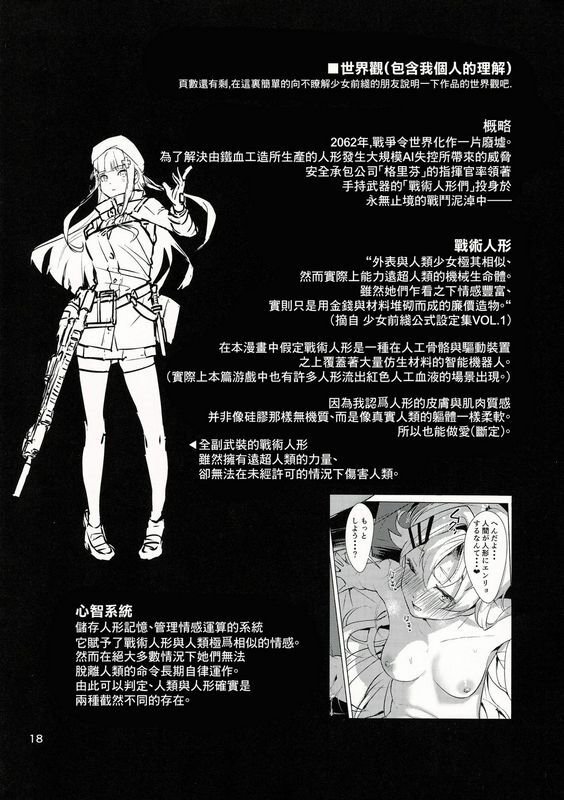 ■世界觀(包含我個人的理解)
頁數還有剩,在這裏簡單的向不瞭解少女前綫的朋友說明一下作品的世界觀吧.
概略
2062年,戰爭令世界化作一片廢墟。
為了解決由鐵血工造所生產的人形發生大規模AI失控所帶來的威脅
安全承包公司「格里芬」的指揮官率領著
手持武器的「戰術人形們」投身於
永無止境的戰鬥泥淖中——
戰術人形
“外表與人類少女極其相似、
然而實際上能力遠超人類的機械生命體。
雖然她們乍看之下情感豐富、
實則只是用金錢與材料堆砌而成的廉價造物。“
(摘自 少女前綫公式設定集VOL.1)
在本漫畫中假定戰術人形是一種在人工骨骼與驅動裝置
之上覆蓋著大量仿生材料的智能機器人。
(實際上本篇游戲中也有許多人形流出紅色人工血液的場景出現。)
因為我認爲人形的皮膚與肌肉質感
并非像硅膠那樣無機質、而是像真實人類的軀體一樣柔軟。
所以也能做愛(斷定)。
◀全副武裝的戰術人形
雖然擁有遠超人類的力量、
卻無法在未經許可的情況下傷害人類。
へんだよ・・
人間が人形にエンリョ
するなんて・・♥
もっと
しよう・・?
心智系統
儲存人形記憶、管理情感運算的系統
它賦予了戰術人形與人類極爲相似的情感。
然而在絕大多數情況下她們無法
脫離人類的命令長期自律運作。
由此可以判定、人類與人形確實是
兩種截然不同的存在。
18